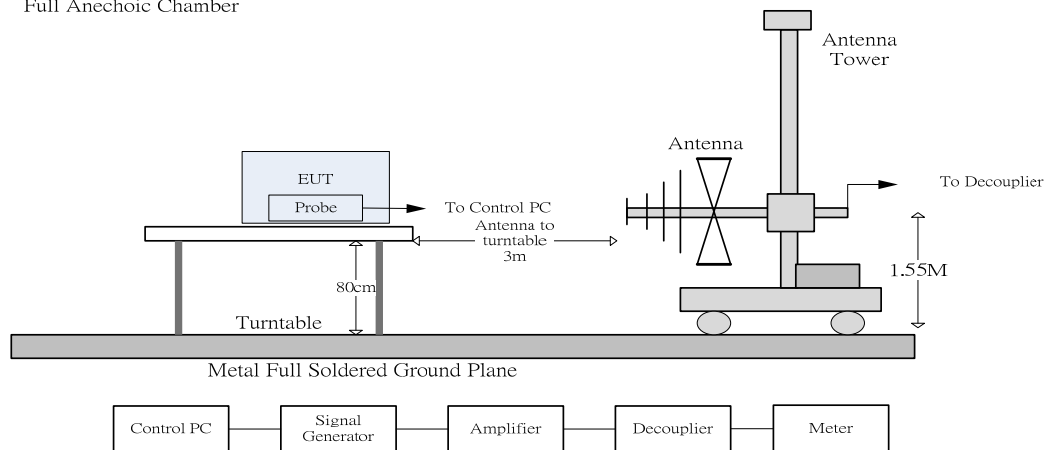 Full Anechoic Chamber
Antenna
Tower
Antenna
EUT
Probe
To Control PC
To Decouplier
Antenna to
turntable
3m
1.55M
80cm
Turntable
Metal Full Soldered Ground Plane
Control PC
Signal
Generator
Amplifier
Decouplier
Meter